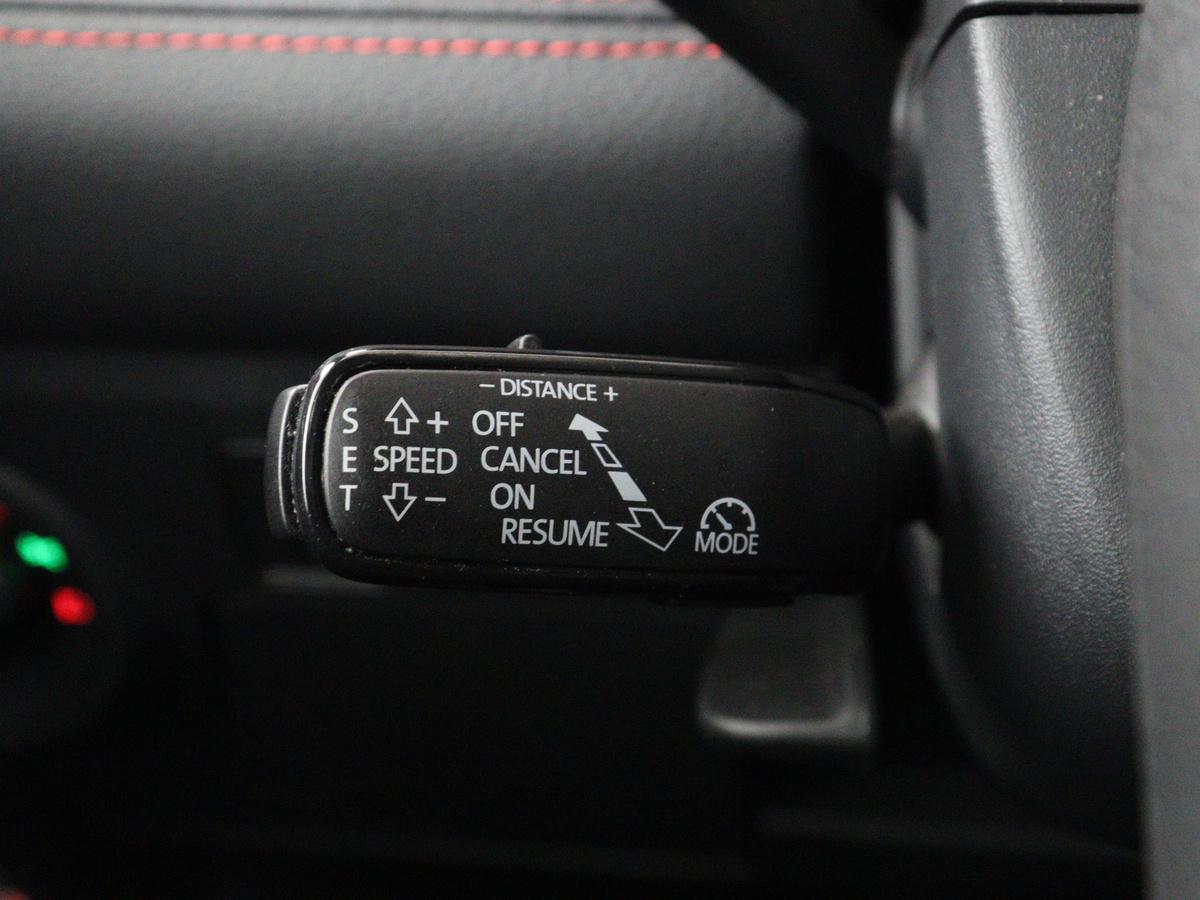 − DISTANCE +
S + OFF
E SPEED CANCEL
T − ON
RESUME
MODE